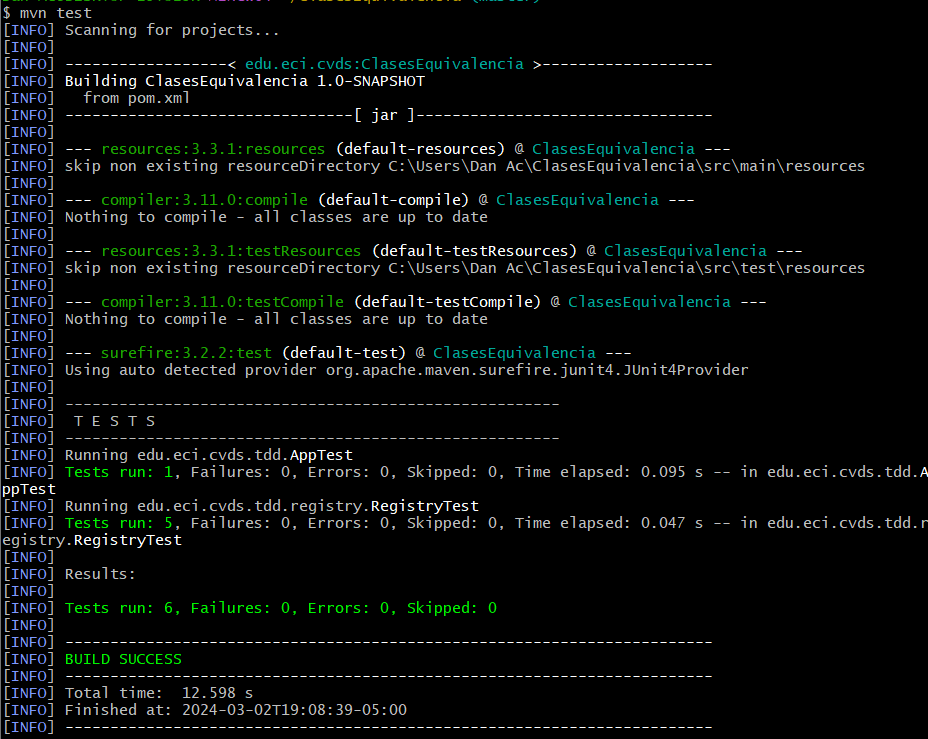 $ mvn test
[INFO] Scanning for projects...
[INFO]
[INFO] ------------------< edu.eci.cvds:ClasesEquivalencia >-------------------
[INFO] Building ClasesEquivalencia 1.0-SNAPSHOT
[INFO]   from pom.xml
[INFO] --------------------------------[ jar ]---------------------------------
[INFO]
[INFO] --- resources:3.3.1:resources (default-resources) @ ClasesEquivalencia ---
[INFO] skip non existing resourceDirectory C:\Users\Dan Ac\ClasesEquivalencia\src\main\resources
[INFO]
[INFO] --- compiler:3.11.0:compile (default-compile) @ ClasesEquivalencia ---
[INFO] Nothing to compile - all classes are up to date
[INFO]
[INFO] --- resources:3.3.1:testResources (default-testResources) @ ClasesEquivalencia ---
[INFO] skip non existing resourceDirectory C:\Users\Dan Ac\ClasesEquivalencia\src\test\resources
[INFO]
[INFO] --- compiler:3.11.0:testCompile (default-testCompile) @ ClasesEquivalencia ---
[INFO] Nothing to compile - all classes are up to date
[INFO]
[INFO] --- surefire:3.2.2:test (default-test) @ ClasesEquivalencia ---
[INFO] Using auto detected provider org.apache.maven.surefire.junit4.JUnit4Provider
[INFO]
[INFO] -------------------------------------------------------
[INFO]  T E S T S
[INFO] -------------------------------------------------------
[INFO] Running edu.eci.cvds.tdd.AppTest
[INFO] Tests run: 1, Failures: 0, Errors: 0, Skipped: 0, Time elapsed: 0.095 s -- in edu.eci.cvds.tdd.A
ppTest
[INFO] Running edu.eci.cvds.tdd.registry.RegistryTest
[INFO] Tests run: 5, Failures: 0, Errors: 0, Skipped: 0, Time elapsed: 0.047 s -- in edu.eci.cvds.tdd.r
egistry.RegistryTest
[INFO]
[INFO] Results:
[INFO]
[INFO] Tests run: 6, Failures: 0, Errors: 0, Skipped: 0
[INFO]
[INFO] ------------------------------------------------------------------------
[INFO] BUILD SUCCESS
[INFO] ------------------------------------------------------------------------
[INFO] Total time:  12.598 s
[INFO] Finished at: 2024-03-02T19:08:39-05:00
[INFO] ------------------------------------------------------------------------